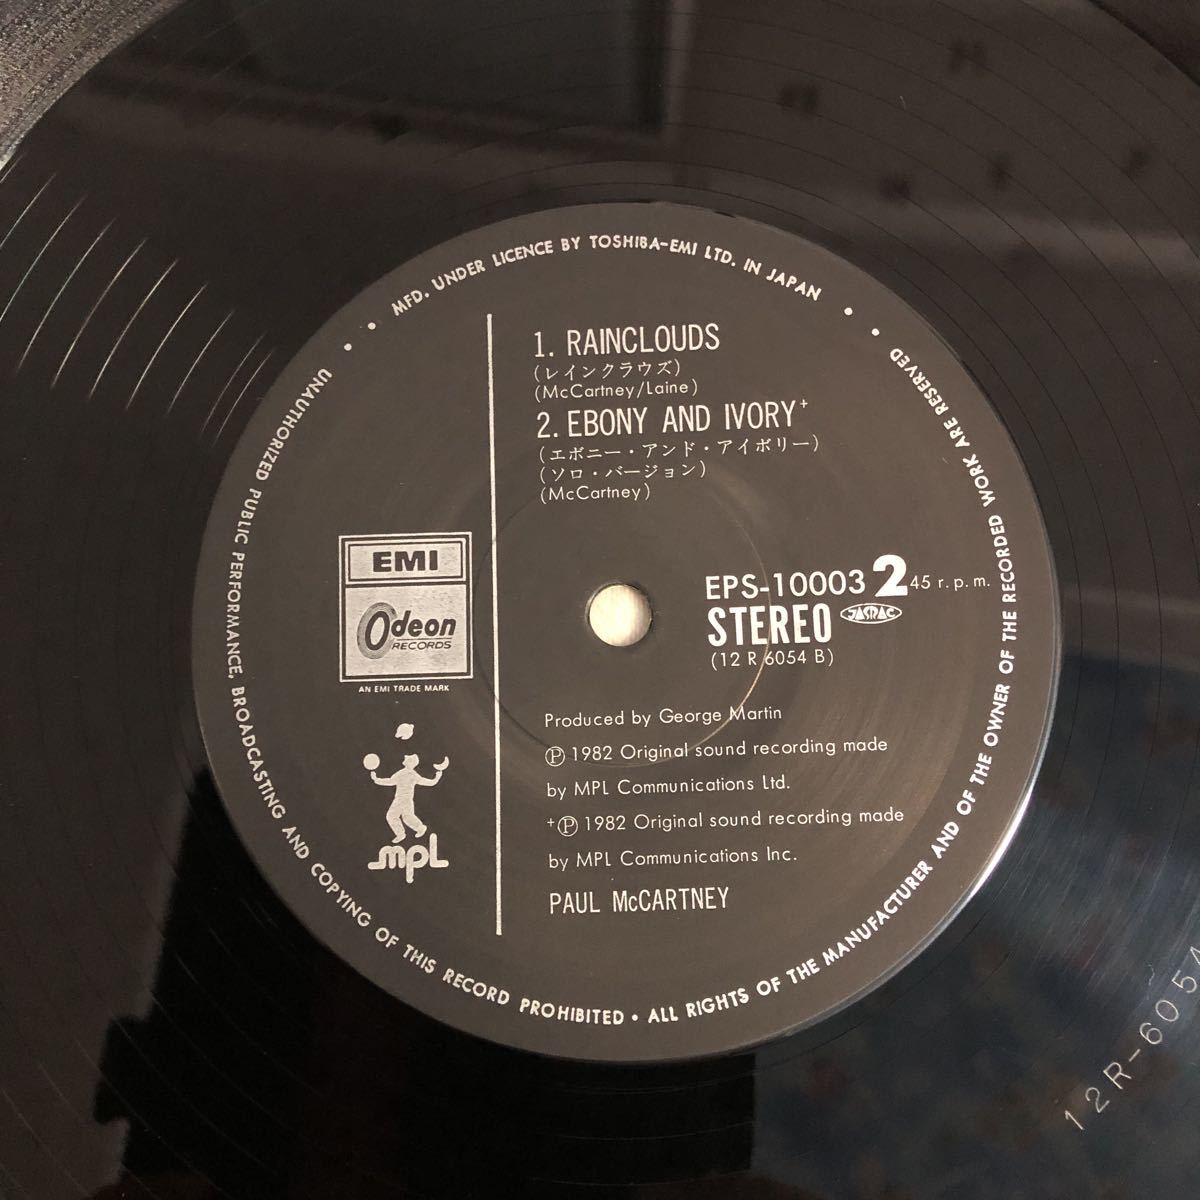 MFD. UNDER LICENCE BY TOSHIBA-EMI LTD. IN JAPAN
1. RAINCLOUDS
(レインクラウズ)
(McCartney/Laine)
2. EBONY AND IVORY+
(エボニー・アンド・アイボリー)
(ソロ・バージョン)
(McCartney)
EMI
Odeon
RECORDS
AN EMI TRADE MARK
EPS-10003 2 45 r.p.m.
STEREO JASRAC
(12 R 6054 B)
Produced by George Martin
℗ 1982 Original sound recording made
by MPL Communications Ltd.
+℗ 1982 Original sound recording made
by MPL Communications Inc.
PAUL McCARTNEY
mpL
UNAUTHORIZED PUBLIC PERFORMANCE, BROADCASTING AND COPYING OF THIS RECORD PROHIBITED • ALL RIGHTS OF THE MANUFACTURER AND OF THE OWNER OF THE RECORDED WORK ARE RESERVED
12R-605